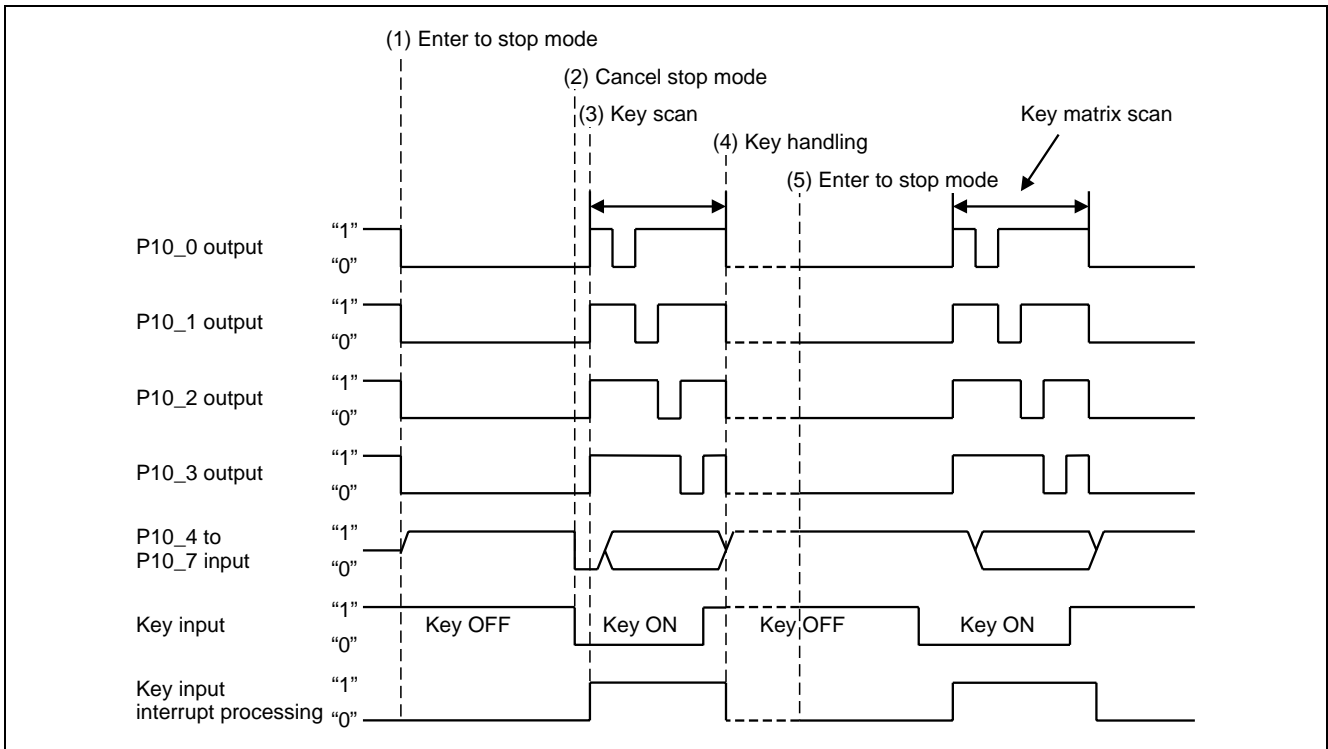 (1) Enter to stop mode
(2) Cancel stop mode
(3) Key scan
Key matrix scan
(4) Key handling
(5) Enter to stop mode
P10_0 output
“1”
“0”
P10_1 output
“1”
“0”
P10_2 output
“1”
“0”
P10_3 output
“1”
“0”
P10_4 to
P10_7 input
“1”
“0”
Key input
“1”
“0”
Key OFF
Key ON
Key OFF
Key ON
Key input
interrupt processing
“1”
“0”